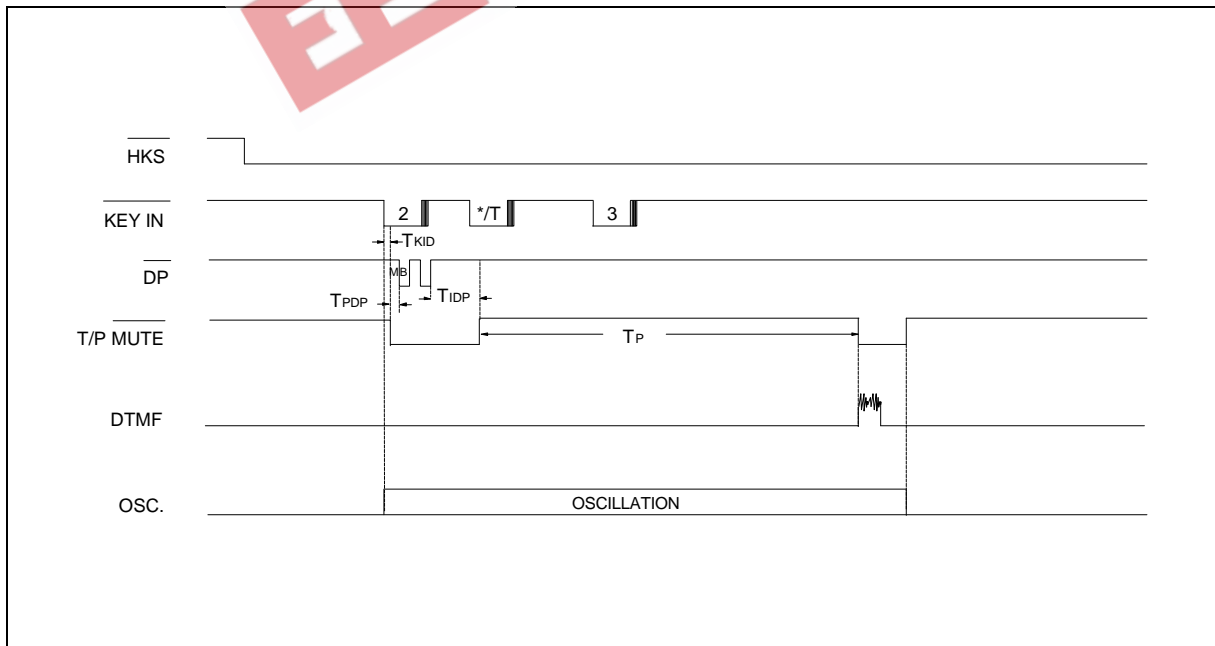 HKS
KEY IN
2
*/T
3
TKID
DP
MB
TPDP
TIDP
T/P MUTE
TP
DTMF
OSC.
OSCILLATION